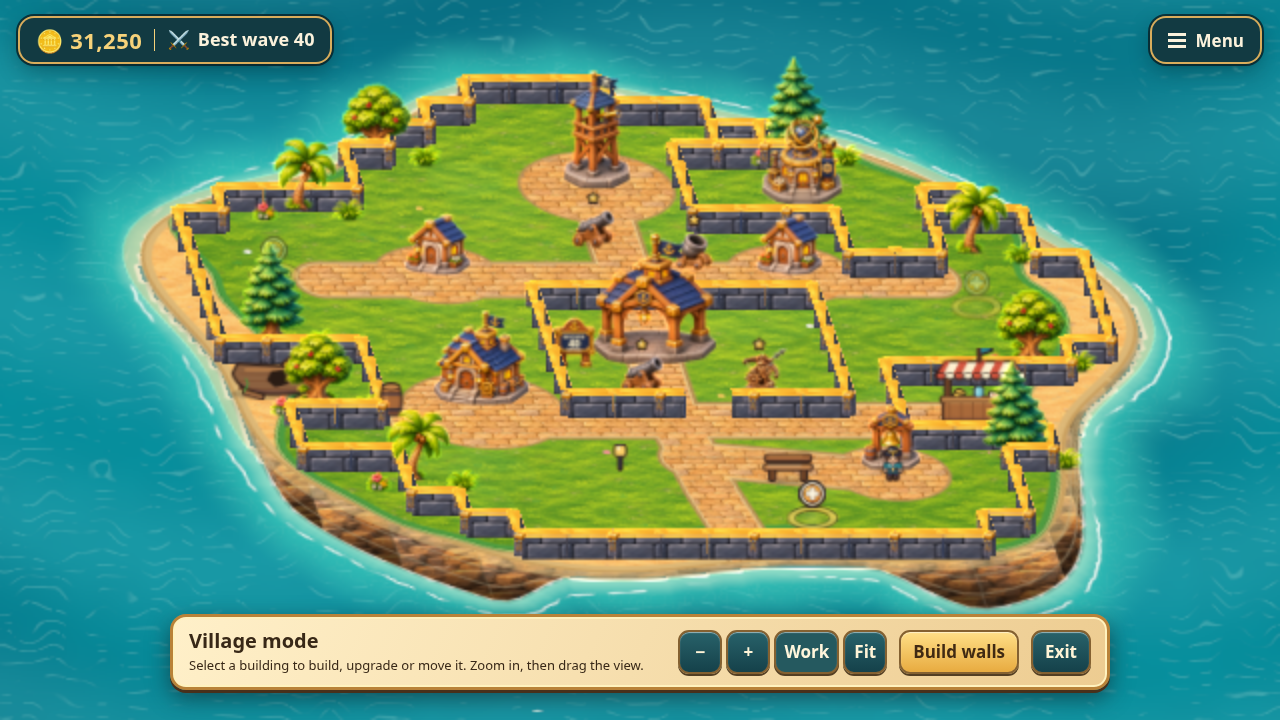 31,250
Best wave 40
Menu
Village mode
Select a building to build, upgrade or move it. Zoom in, then drag the view.
−
+
Work
Fit
Build walls
Exit